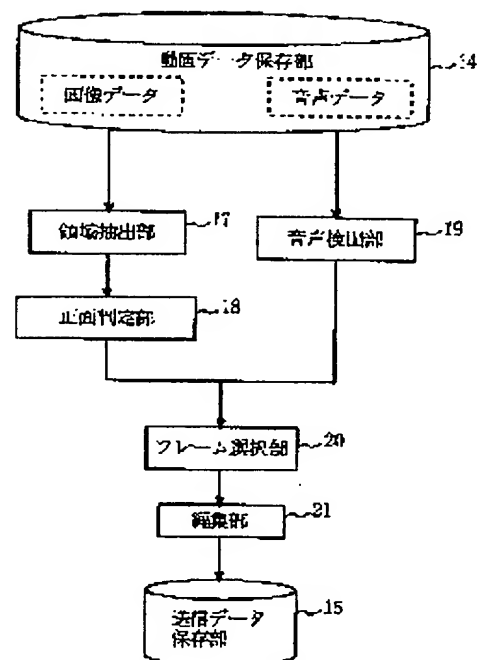 動画データ保存部
14
画像データ
音声データ
領域抽出部
17
音声検出部
19
正面判定部
18
フレーム選択部
20
編集部
21
送信データ
保存部
15